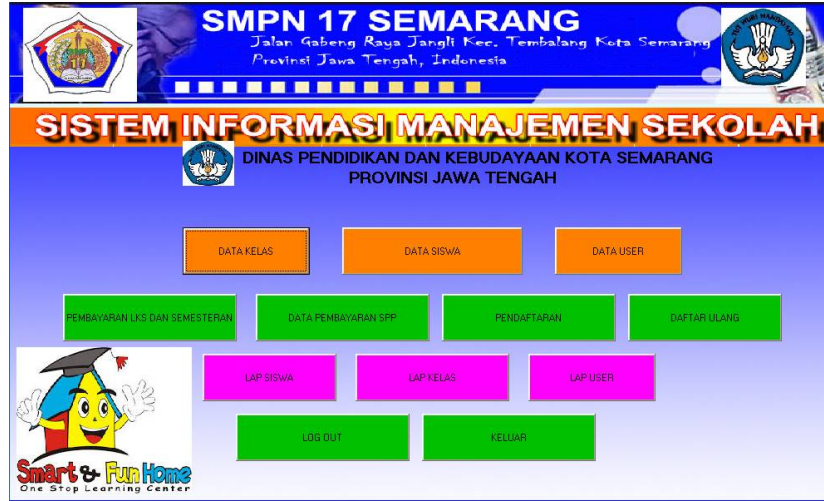 SMPN 17 SEMARANG
Jalan Gabeng Raya Jangli Kec. Tembalang Kota Semarang
Provinsi Jawa Tengah, Indonesia
SISTEM INFORMASI MANAJEMEN SEKOLAH
DINAS PENDIDIKAN DAN KEBUDAYAAN KOTA SEMARANG
PROVINSI JAWA TENGAH
DATA KELAS
DATA SISWA
DATA USER
PEMBAYARAN LKS DAN SEMESTERAN
DATA PEMBAYARAN SPP
PENDAFTARAN
DAFTAR ULANG
LAP SISWA
LAP KELAS
LAP USER
LOG OUT
KELUAR
Smart & Fun Home
One Stop Learning Center